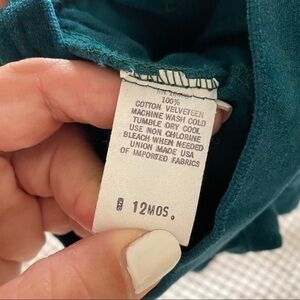 100%
COTTON VELVETEEN
MACHINE WASH COLD
TUMBLE DRY COOL
USE NON CHLORINE
BLEACH WHEN NEEDED
UNION MADE USA
OF IMPORTED FABRICS
12MOS.